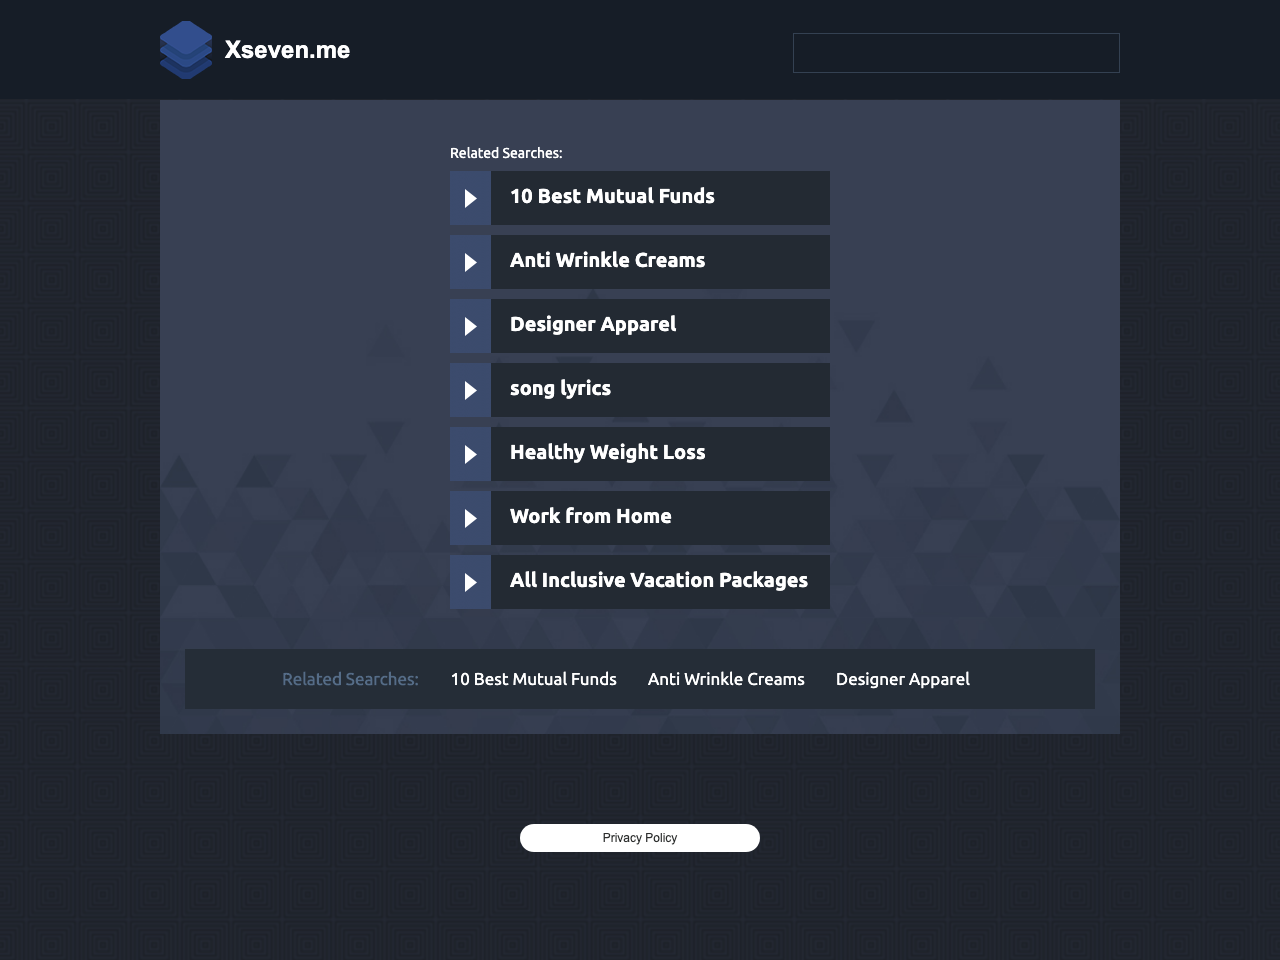 Xseven.me
Related Searches:
10 Best Mutual Funds
Anti Wrinkle Creams
Designer Apparel
song lyrics
Healthy Weight Loss
Work from Home
All Inclusive Vacation Packages
Related Searches: 10 Best Mutual Funds Anti Wrinkle Creams Designer Apparel
Privacy Policy